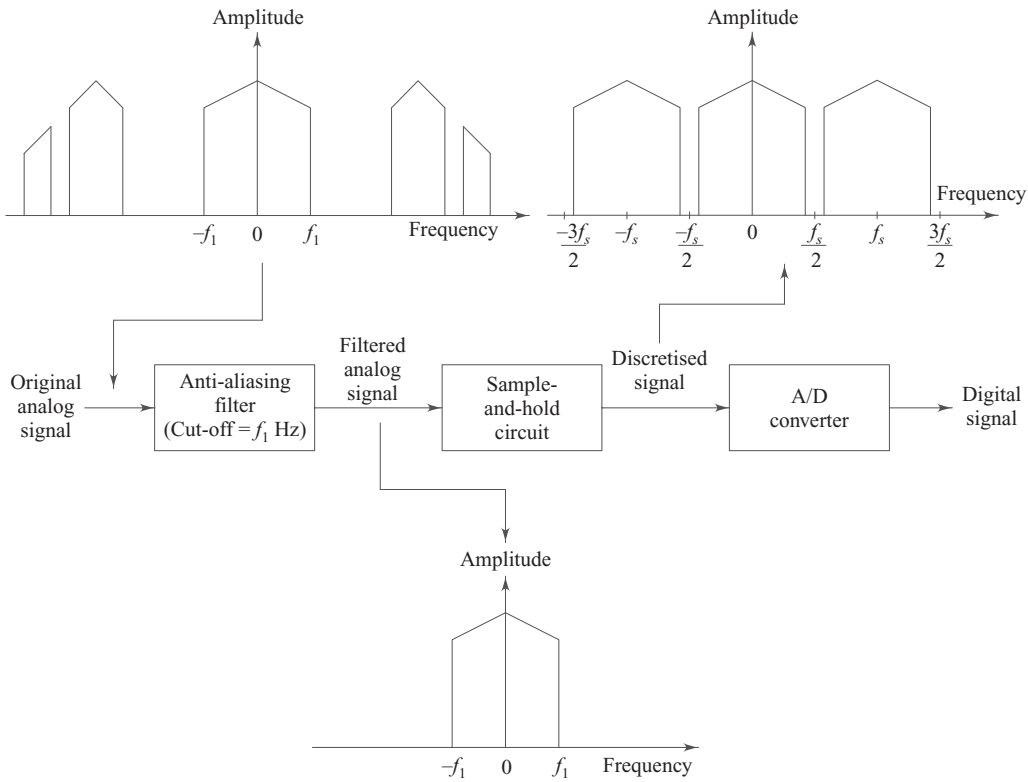 Amplitude
−f₁ 0 f₁ Frequency
Amplitude
Frequency
−3fₛ/2 −fₛ −fₛ/2 0 fₛ/2 fₛ 3fₛ/2
Original
analog
signal
Anti-aliasing
filter
(Cut-off = f₁ Hz)
Filtered
analog
signal
Sample-
and-hold
circuit
Discretised
signal
A/D
converter
Digital
signal
Amplitude
−f₁ 0 f₁ Frequency